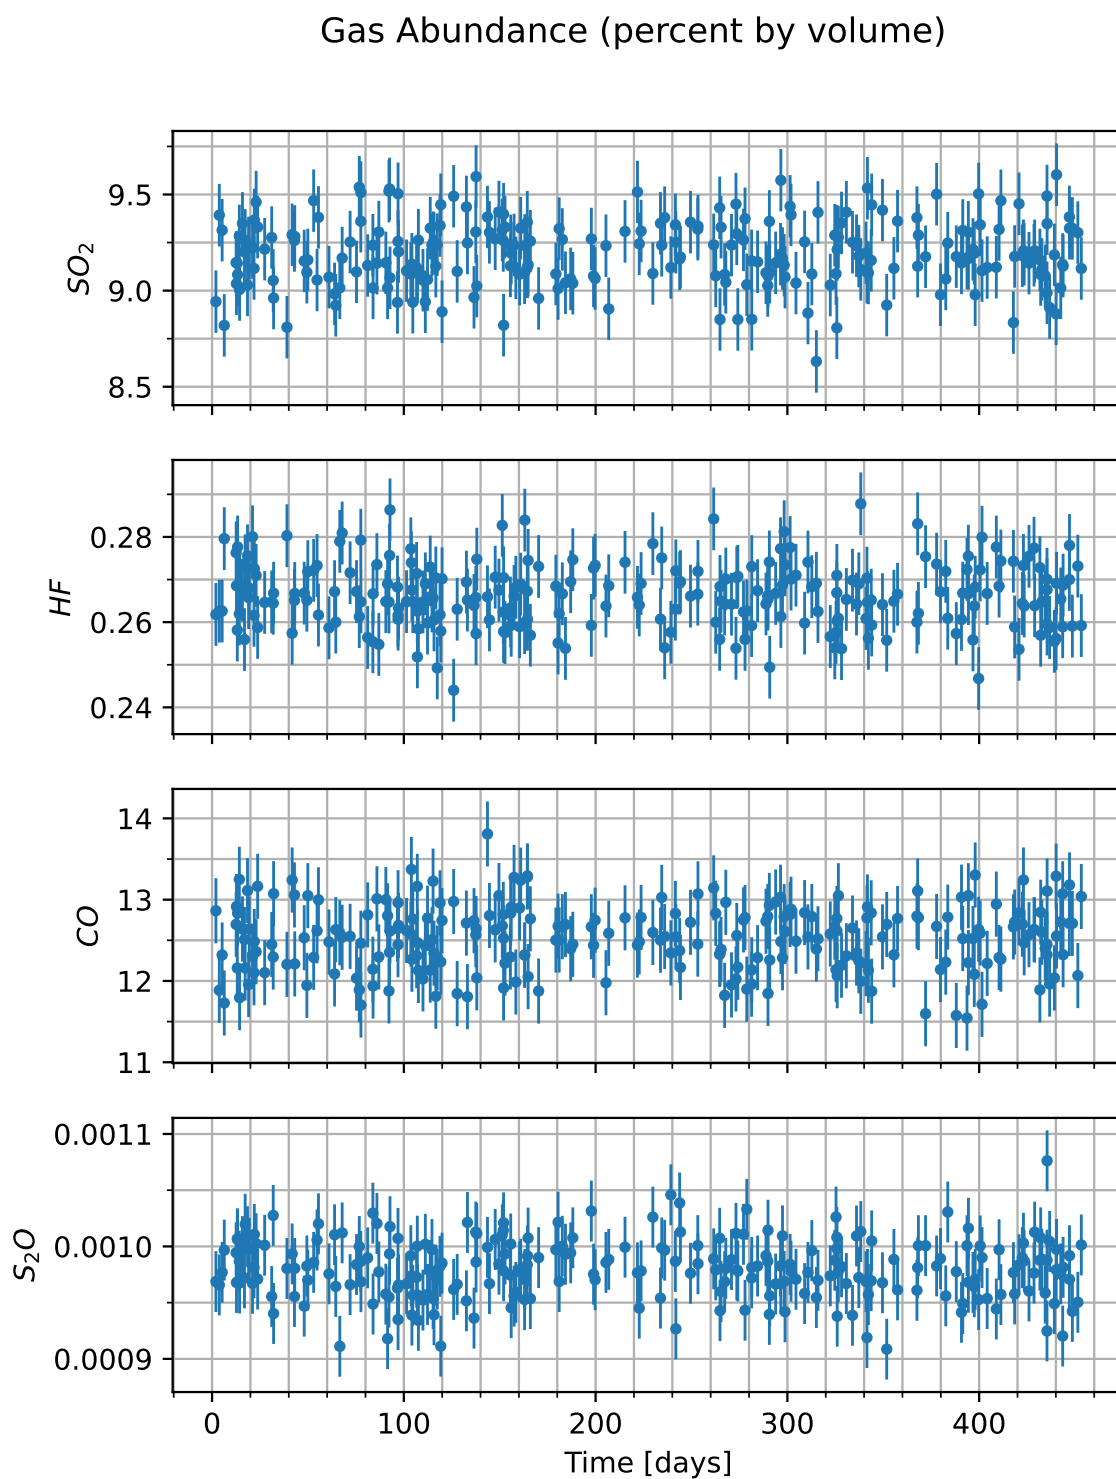 Gas Abundance (percent by volume)
SO₂
9.5
9.0
8.5
HF
0.28
0.26
0.24
CO
14
13
12
11
S₂O
0.0011
0.0010
0.0009
0 100 200 300 400
Time [days]